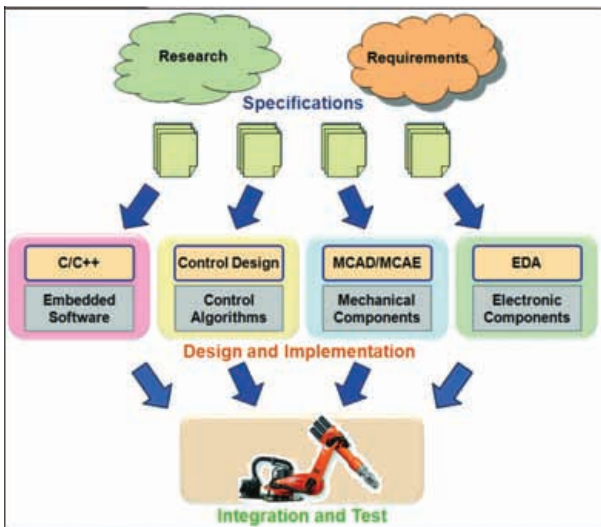 Research
Requirements
Specifications
C/C++
Control Design
MCAD/MCAE
EDA
Embedded
Software
Control
Algorithms
Mechanical
Components
Electronic
Components
Design and Implementation
Integration and Test